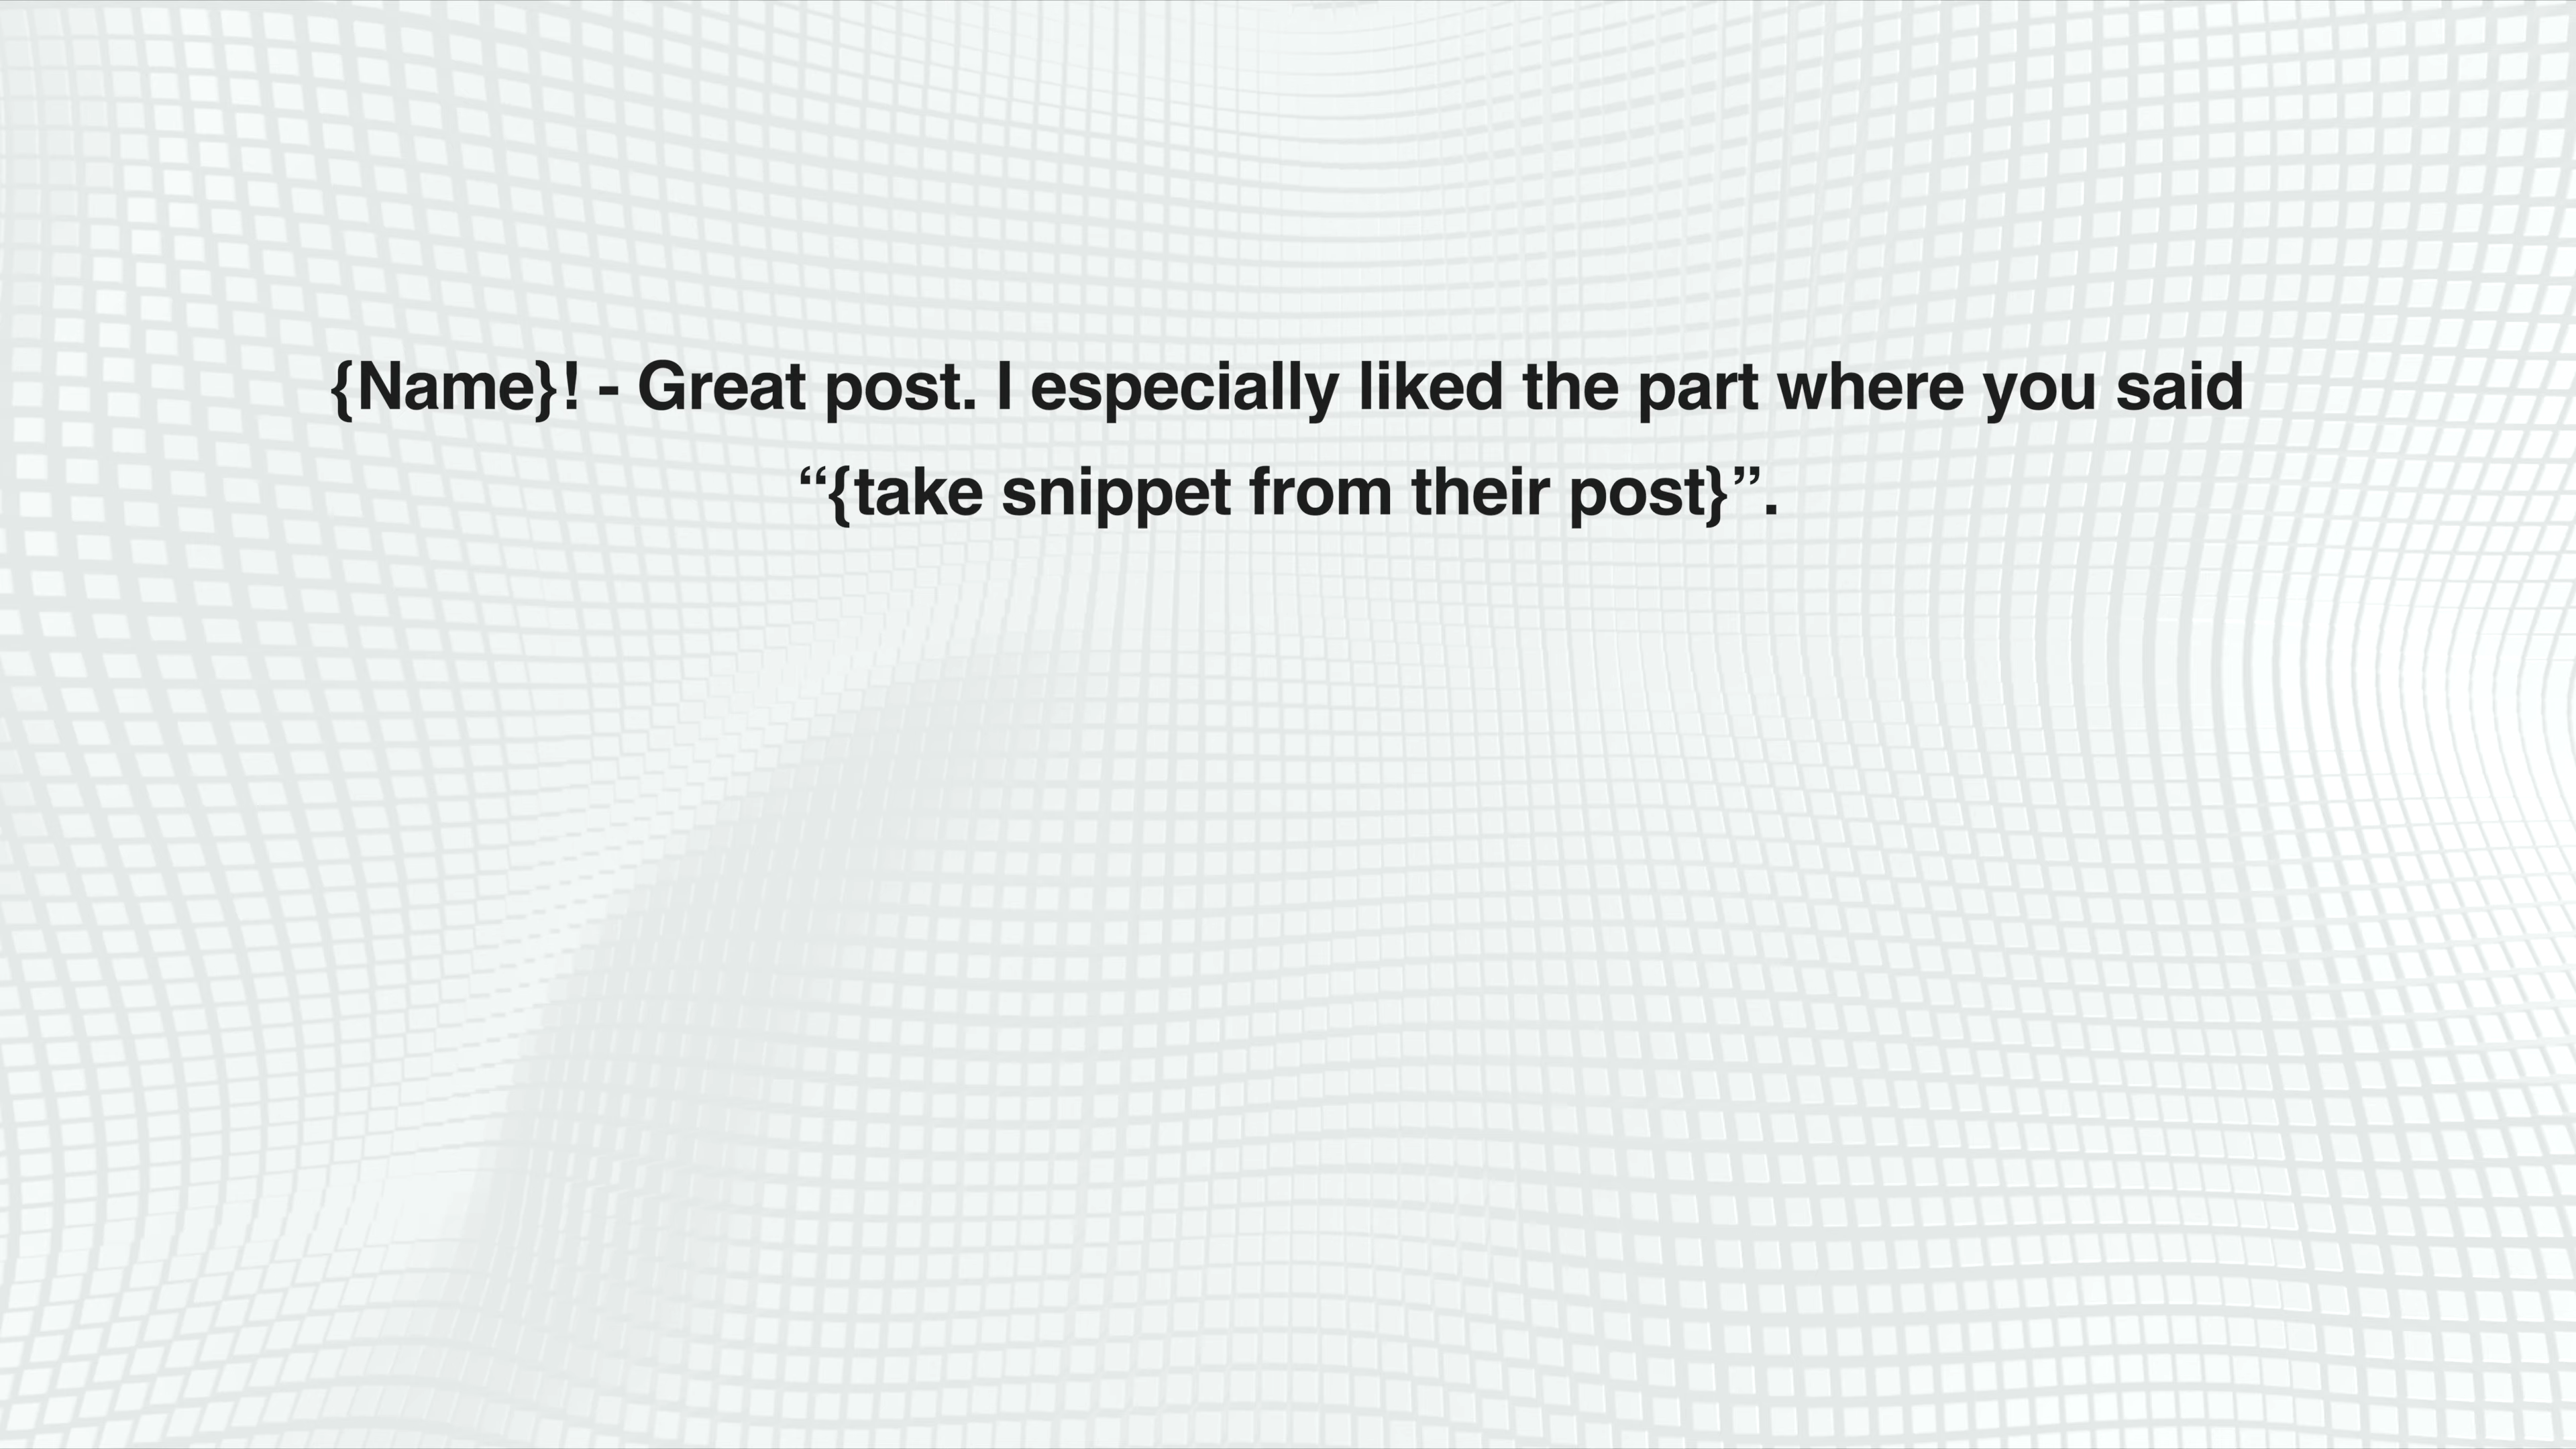 {Name}! - Great post. I especially liked the part where you said
“{take snippet from their post}”.